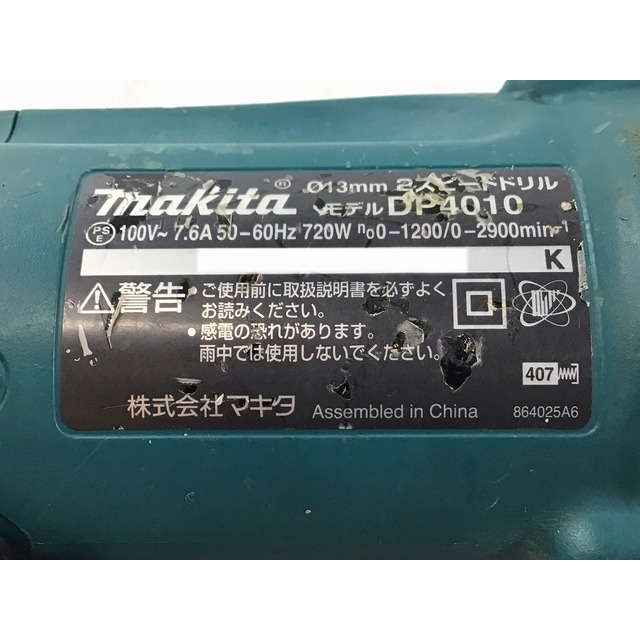 makita ® Ø13mm 2スピードドリル
モデル DP4010
PS E 100V~ 7.6A 50-60Hz 720W n₀0-1200/0-2900min⁻¹
K
警告 • ご使用前に取扱説明書を必ずよく
お読みください。
• 感電の恐れがあります。
雨中では使用しないでください。
407
株式会社マキタ Assembled in China 864025A6